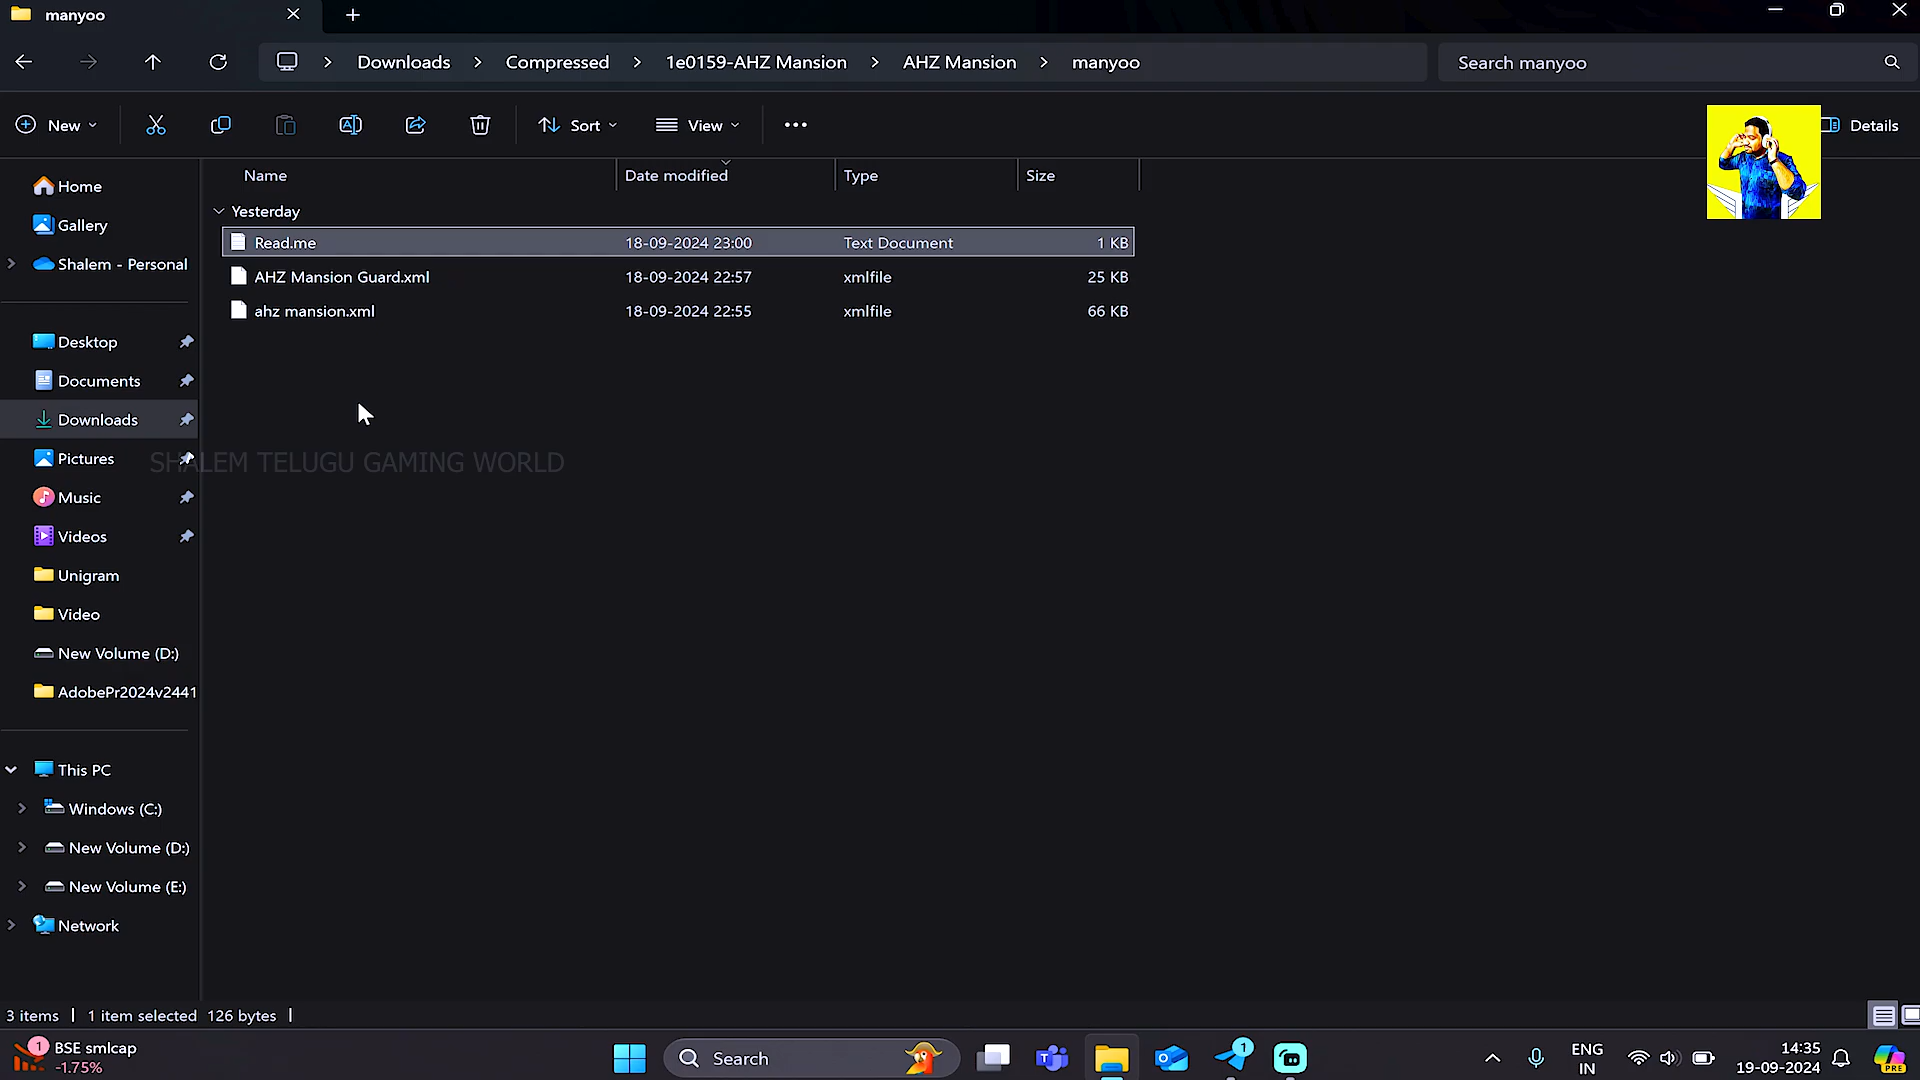 manyoo
Downloads > Compressed > 1e0159-AHZ Mansion > AHZ Mansion > manyoo
Search manyoo
New
Sort
View
Details
Name
Date modified
Type
Size
Yesterday
Read.me 18-09-2024 23:00 Text Document 1 KB
AHZ Mansion Guard.xml 18-09-2024 22:57 xmlfile 25 KB
ahz mansion.xml 18-09-2024 22:55 xmlfile 66 KB
Home
Gallery
Shalem - Personal
Desktop
Documents
Downloads
Pictures
SHALEM TELUGU GAMING WORLD
Music
Videos
Unigram
Video
New Volume (D:)
AdobePr2024v2441
This PC
Windows (C:)
New Volume (D:)
New Volume (E:)
Network
3 items | 1 item selected 126 bytes |
1
BSE smlcap
-1.75%
Search
1
ENG
IN
14:35
19-09-2024
PRE